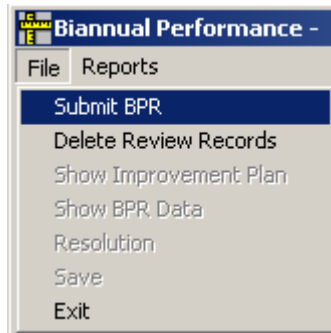 Biannual Performance -
File Reports
Submit BPR
Delete Review Records
Show Improvement Plan
Show BPR Data
Resolution
Save
Exit